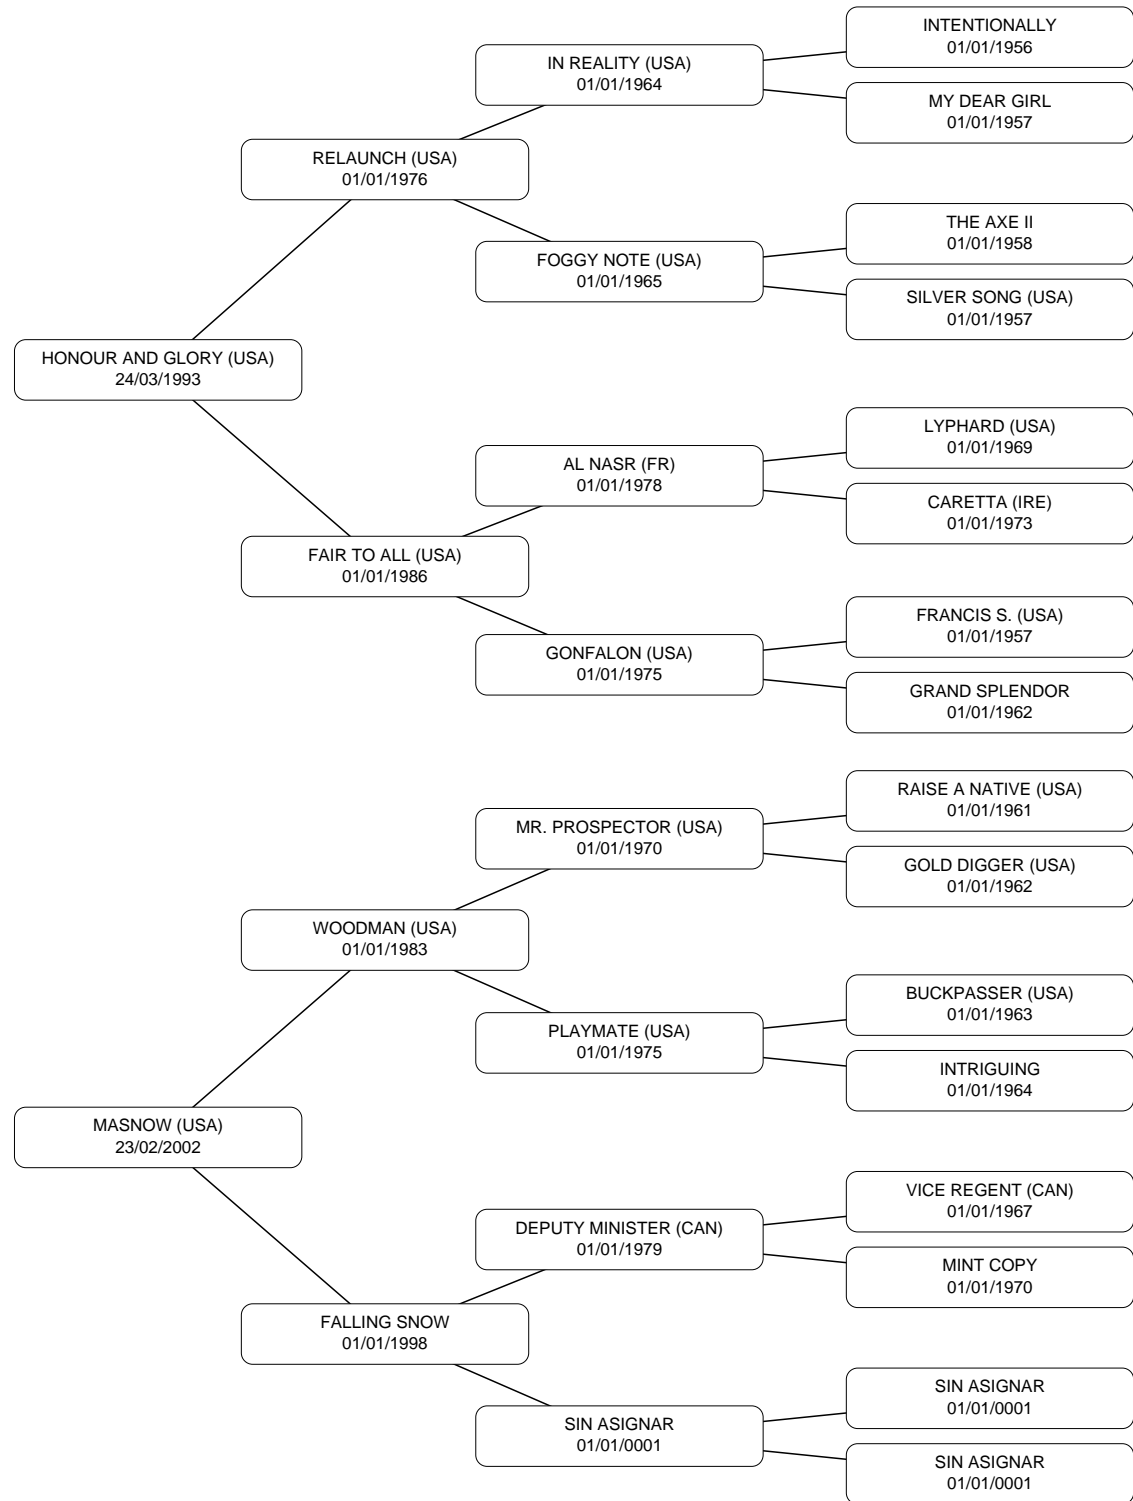 INTENTIONALLY
01/01/1956
IN REALITY (USA)
01/01/1964
MY DEAR GIRL
01/01/1957
RELAUNCH (USA)
01/01/1976
THE AXE II
01/01/1958
FOGGY NOTE (USA)
01/01/1965
SILVER SONG (USA)
01/01/1957
HONOUR AND GLORY (USA)
24/03/1993
LYPHARD (USA)
01/01/1969
AL NASR (FR)
01/01/1978
CARETTA (IRE)
01/01/1973
FAIR TO ALL (USA)
01/01/1986
FRANCIS S. (USA)
01/01/1957
GONFALON (USA)
01/01/1975
GRAND SPLENDOR
01/01/1962
RAISE A NATIVE (USA)
01/01/1961
MR. PROSPECTOR (USA)
01/01/1970
GOLD DIGGER (USA)
01/01/1962
WOODMAN (USA)
01/01/1983
BUCKPASSER (USA)
01/01/1963
PLAYMATE (USA)
01/01/1975
INTRIGUING
01/01/1964
MASNOW (USA)
23/02/2002
VICE REGENT (CAN)
01/01/1967
DEPUTY MINISTER (CAN)
01/01/1979
MINT COPY
01/01/1970
FALLING SNOW
01/01/1998
SIN ASIGNAR
01/01/0001
SIN ASIGNAR
01/01/0001
SIN ASIGNAR
01/01/0001